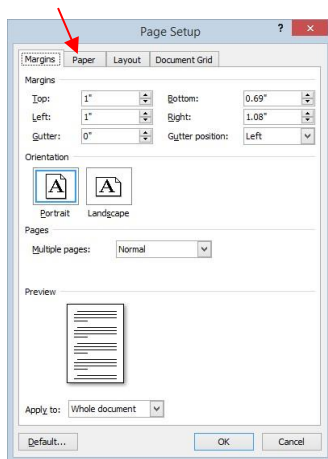 Page Setup ? ×
Margins Paper Layout Document Grid
Margins
Top: 1" Bottom: 0.69"
Left: 1" Right: 1.08"
Gutter: 0" Gutter position: Left
Orientation
A A
Portrait Landscape
Pages
Multiple pages: Normal
Preview
Apply to: Whole document
Default... OK Cancel